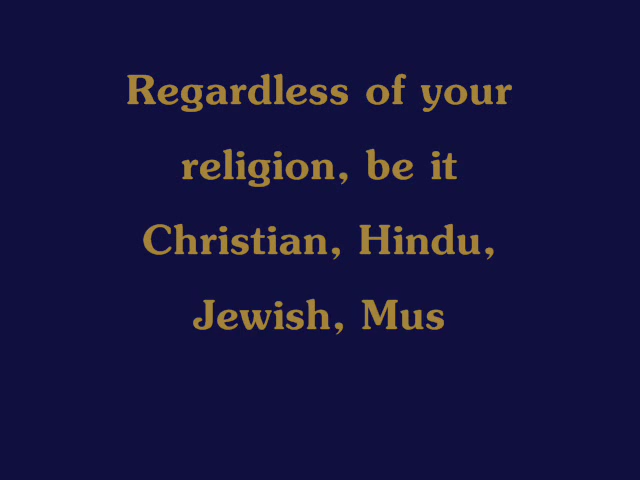 Regardless of your
religion, be it
Christian, Hindu,
Jewish, Mus